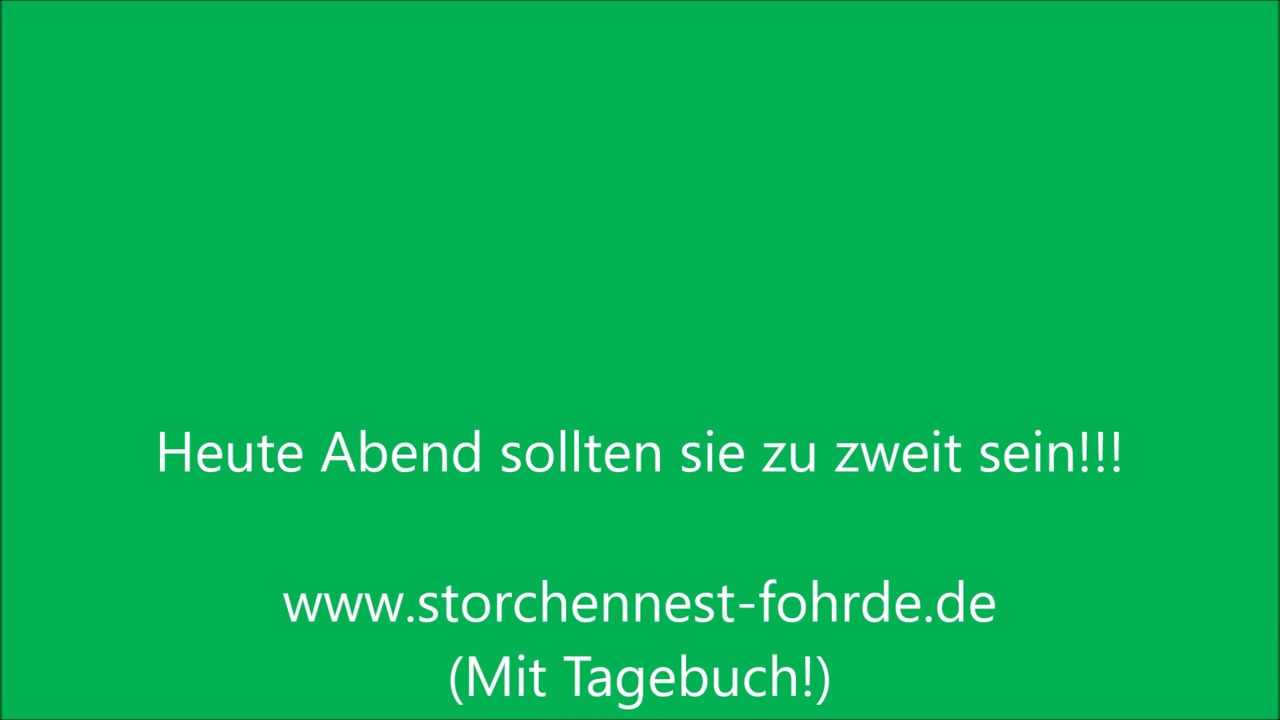 Heute Abend sollten sie zu zweit sein!!!
www.storchennest-fohrde.de
(Mit Tagebuch!)